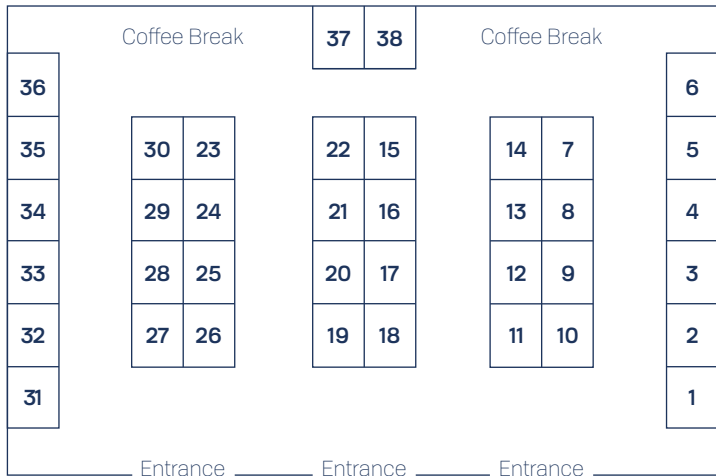 Coffee Break 37 38 Coffee Break
36 6
35 30 23 22 15 14 7 5
34 29 24 21 16 13 8 4
33 28 25 20 17 12 9 3
32 27 26 19 18 11 10 2
31 1
Entrance Entrance Entrance